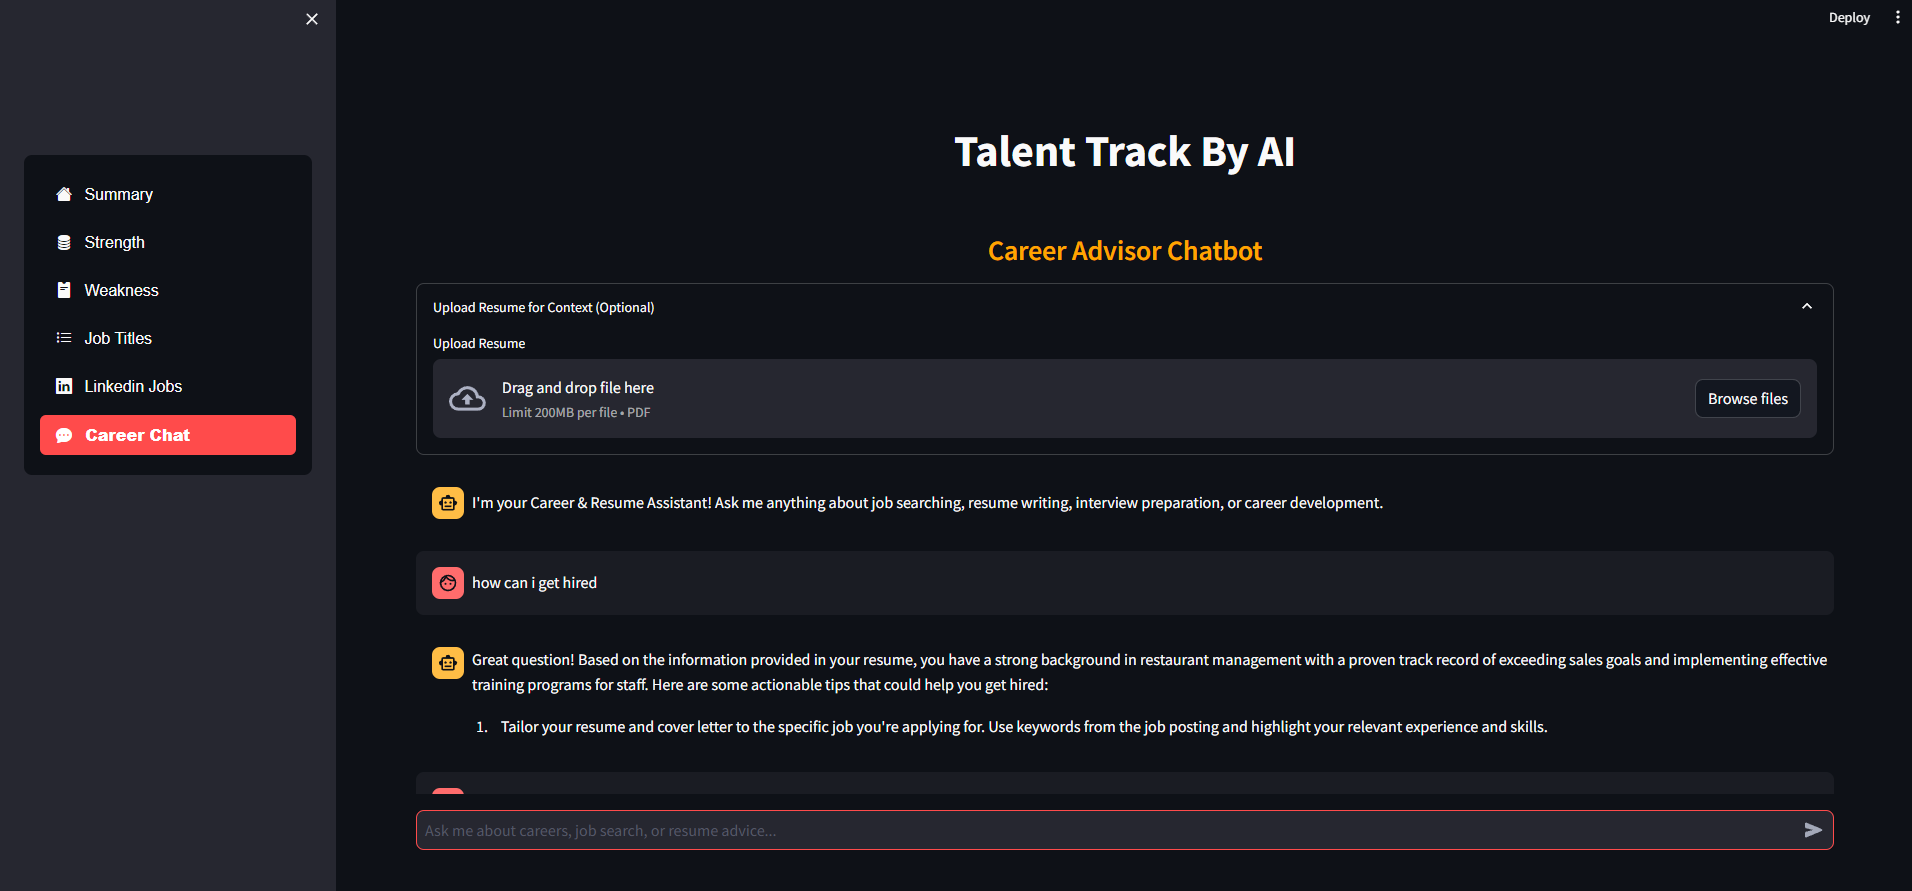 Deploy
Summary
Strength
Weakness
Job Titles
Linkedin Jobs
Career Chat
Talent Track By AI
Career Advisor Chatbot
Upload Resume for Context (Optional)
Upload Resume
Drag and drop file here
Limit 200MB per file • PDF
Browse files
I'm your Career & Resume Assistant! Ask me anything about job searching, resume writing, interview preparation, or career development.
how can i get hired
Great question! Based on the information provided in your resume, you have a strong background in restaurant management with a proven track record of exceeding sales goals and implementing effective
training programs for staff. Here are some actionable tips that could help you get hired:
1. Tailor your resume and cover letter to the specific job you're applying for. Use keywords from the job posting and highlight your relevant experience and skills.
Ask me about careers, job search, or resume advice...